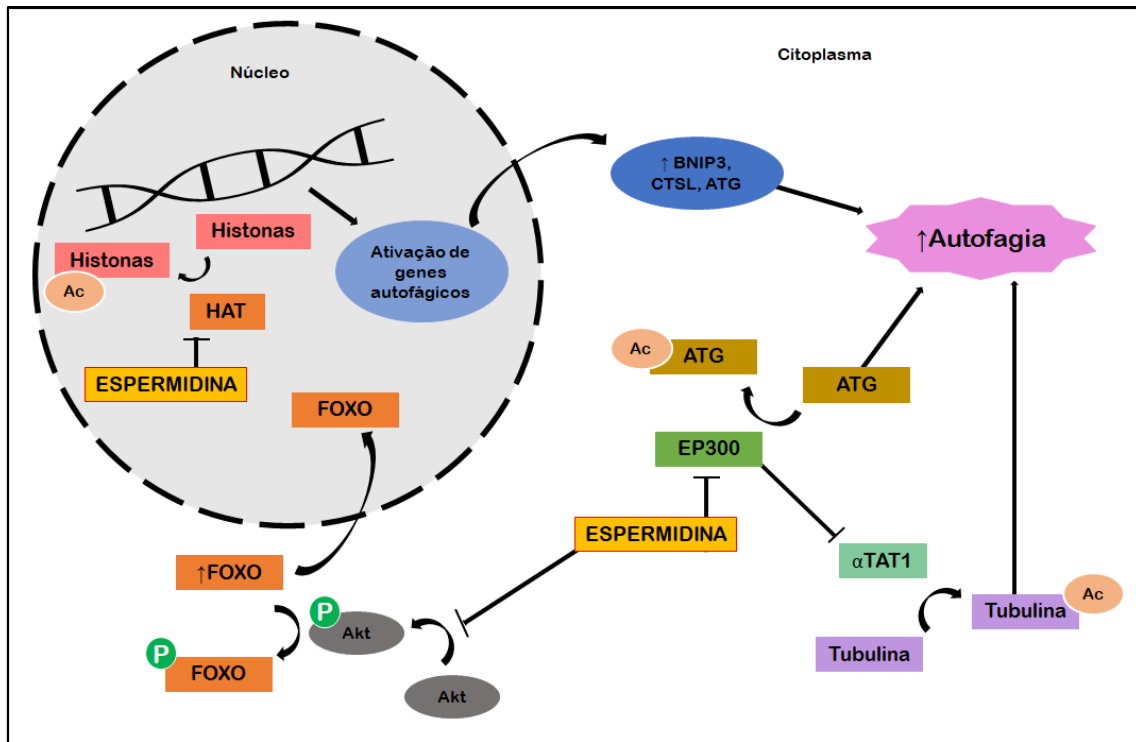 Núcleo
Citoplasma
↑ BNIP3,
CTSL, ATG
↑Autofagia
Histonas
Histonas
Ac
HAT
ESPERMIDINA
Ativação de
genes
autofágicos
FOXO
Ac
ATG
ATG
EP300
ESPERMIDINA
αTAT1
Tubulina
Ac
Tubulina
↑FOXO
P
Akt
P
FOXO
Akt